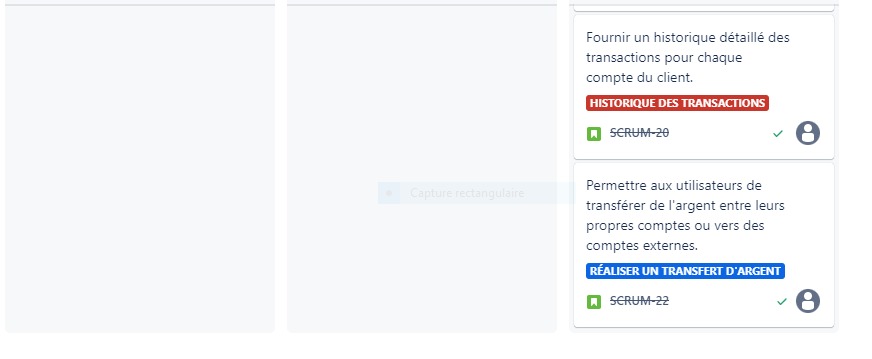 Fournir un historique détaillé des
transactions pour chaque
compte du client.
HISTORIQUE DES TRANSACTIONS
SCRUM-20
Capture rectangulaire
Permettre aux utilisateurs de
transférer de l'argent entre leurs
propres comptes ou vers des
comptes externes.
RÉALISER UN TRANSFERT D'ARGENT
SCRUM-22